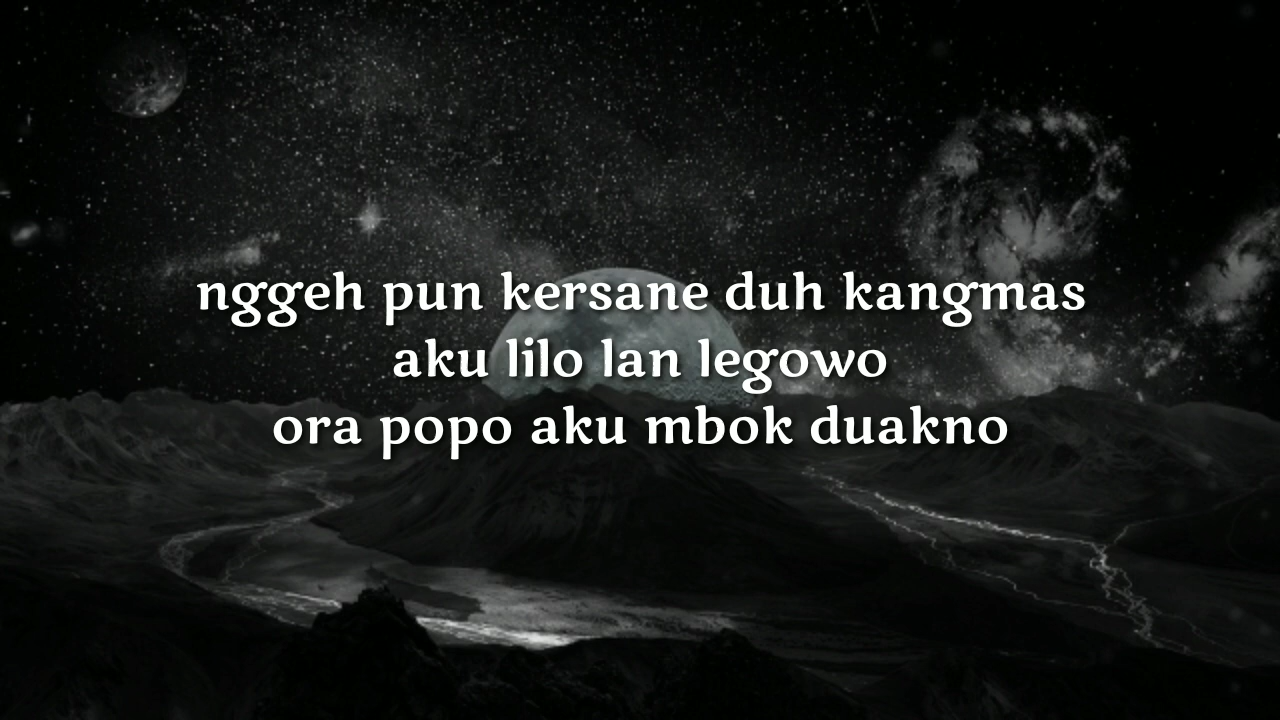 nggeh pun kersane duh kangmas
aku lilo lan legowo
ora popo aku mbok duakno